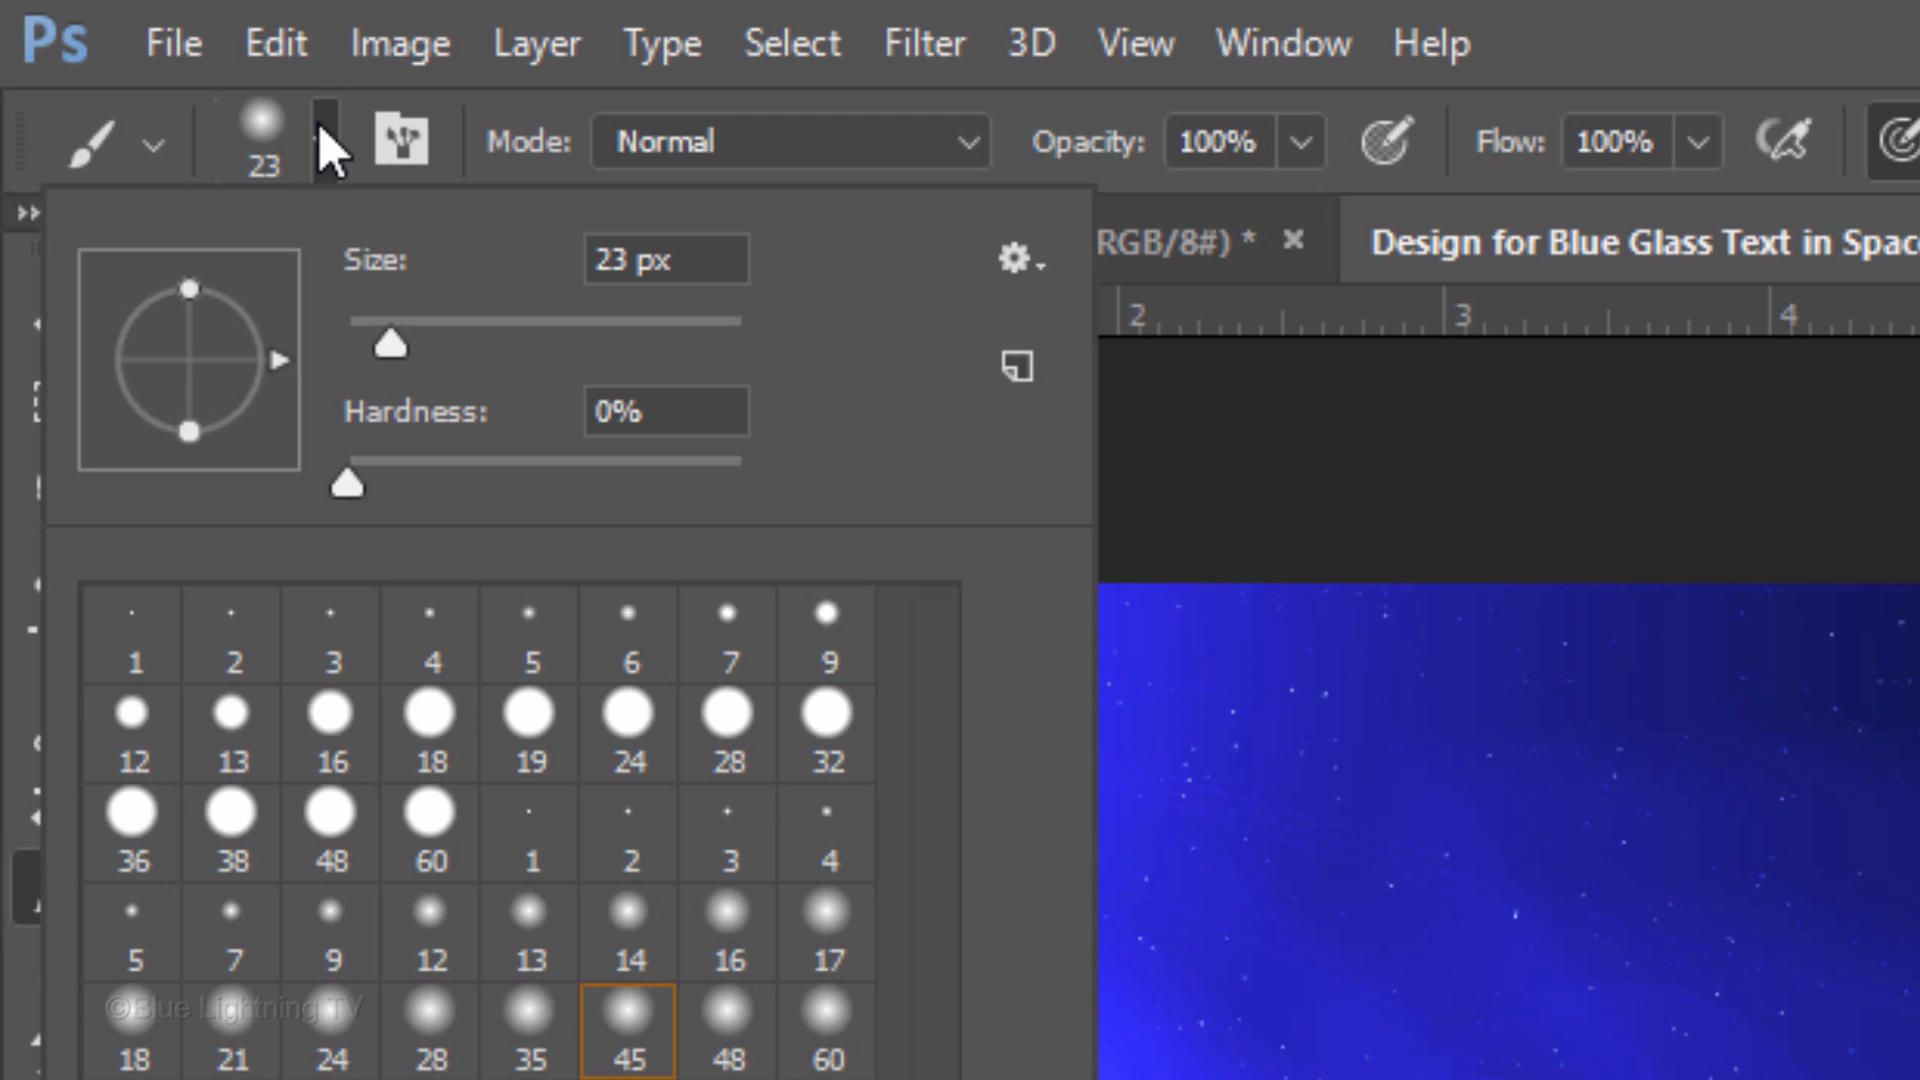 Ps File Edit Image Layer Type Select Filter 3D View Window Help
23 Mode: Normal Opacity: 100% Flow: 100%
RGB/8#) * × Design for Blue Glass Text in Space
Size: 23 px
2 3 4
Hardness: 0%
1 2 3 4 5 6 7 9
12 13 16 18 19 24 28 32
36 38 48 60 1 2 3 4
5 7 9 12 13 14 16 17
©Blue Lightning TV
18 21 24 28 35 45 48 60